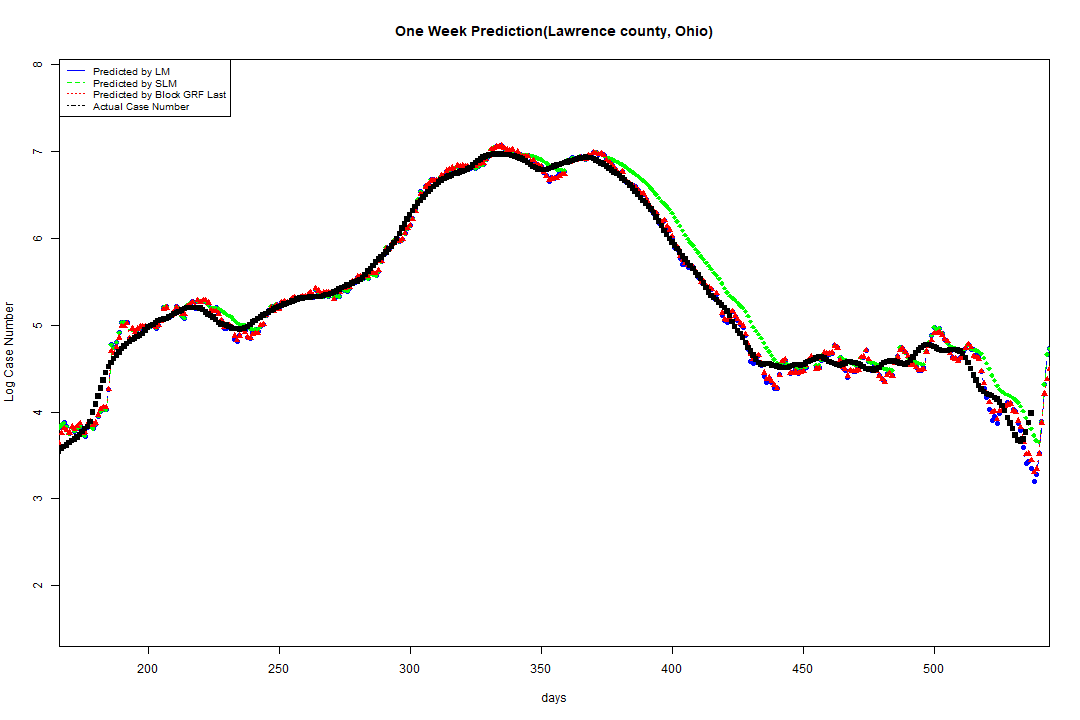 One Week Prediction(Lawrence county, Ohio)
Predicted by LM
Predicted by SLM
Predicted by Block GRF Last
Actual Case Number
8
7
6
5
4
3
2
Log Case Number
200 250 300 350 400 450 500
days